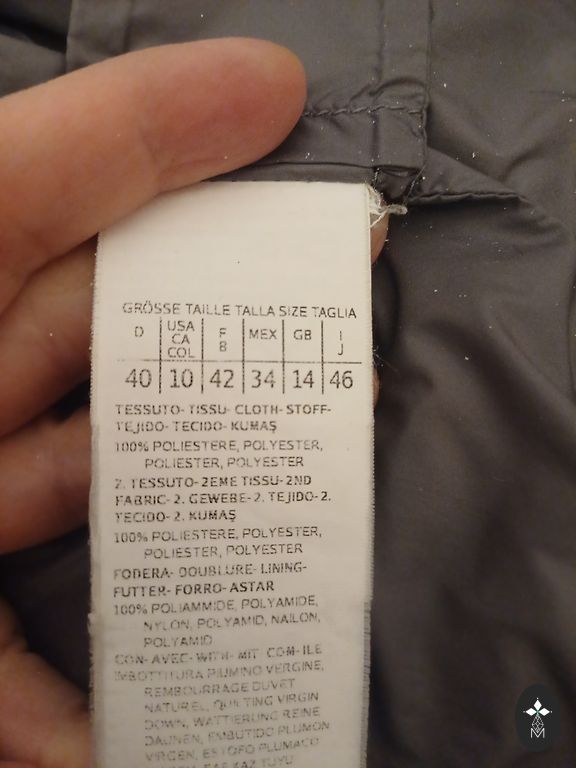 GRÖSSE TAILLE TALLA SIZE TAGLIA
D USA CA COL F B MEX GB I J
40 10 42 34 14 46
TESSUTO- TISSU- CLOTH- STOFF-
TEJIDO- TECIDO- KUMAŞ
100% POLIESTERE, POLYESTER,
POLIESTER, POLYESTER
2. TESSUTO- 2EME TISSU- 2ND
FABRIC- 2. GEWEBE- 2. TEJIDO- 2.
TECIDO- 2. KUMAŞ
100% POLIESTERE, POLYESTER,
POLIESTER, POLYESTER
FODERA- DOUBLURE- LINING-
FUTTER- FORRO- ASTAR
100% POLIAMMIDE, POLYAMIDE,
NYLON, POLYAMID, NAILON,
POLYAMID
CON- AVEC- WITH- MIT- COM- ILE
IMBOTTITURA PIUMINO VERGINE,
REMBOURRAGE DUVET
NATUREL, QUILTING VIRGIN
DOWN, WATTIERUNG REINE
DAUNEN, EMBUTIDO PLUMON
VIRGEN, ESTOFO PLUMACO
KAZ TUYU
M